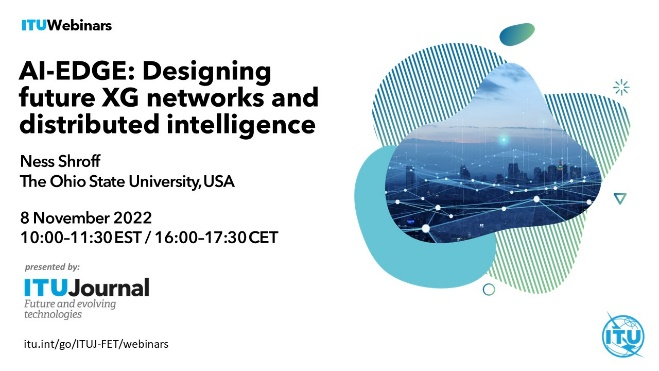 ITUWebinars
AI-EDGE: Designing
future XG networks and
distributed intelligence
Ness Shroff
The Ohio State University, USA
8 November 2022
10:00–11:30 EST / 16:00–17:30 CET
presented by:
ITUJournal
Future and evolving
technologies
itu.int/go/ITUJ-FET/webinars
ITU